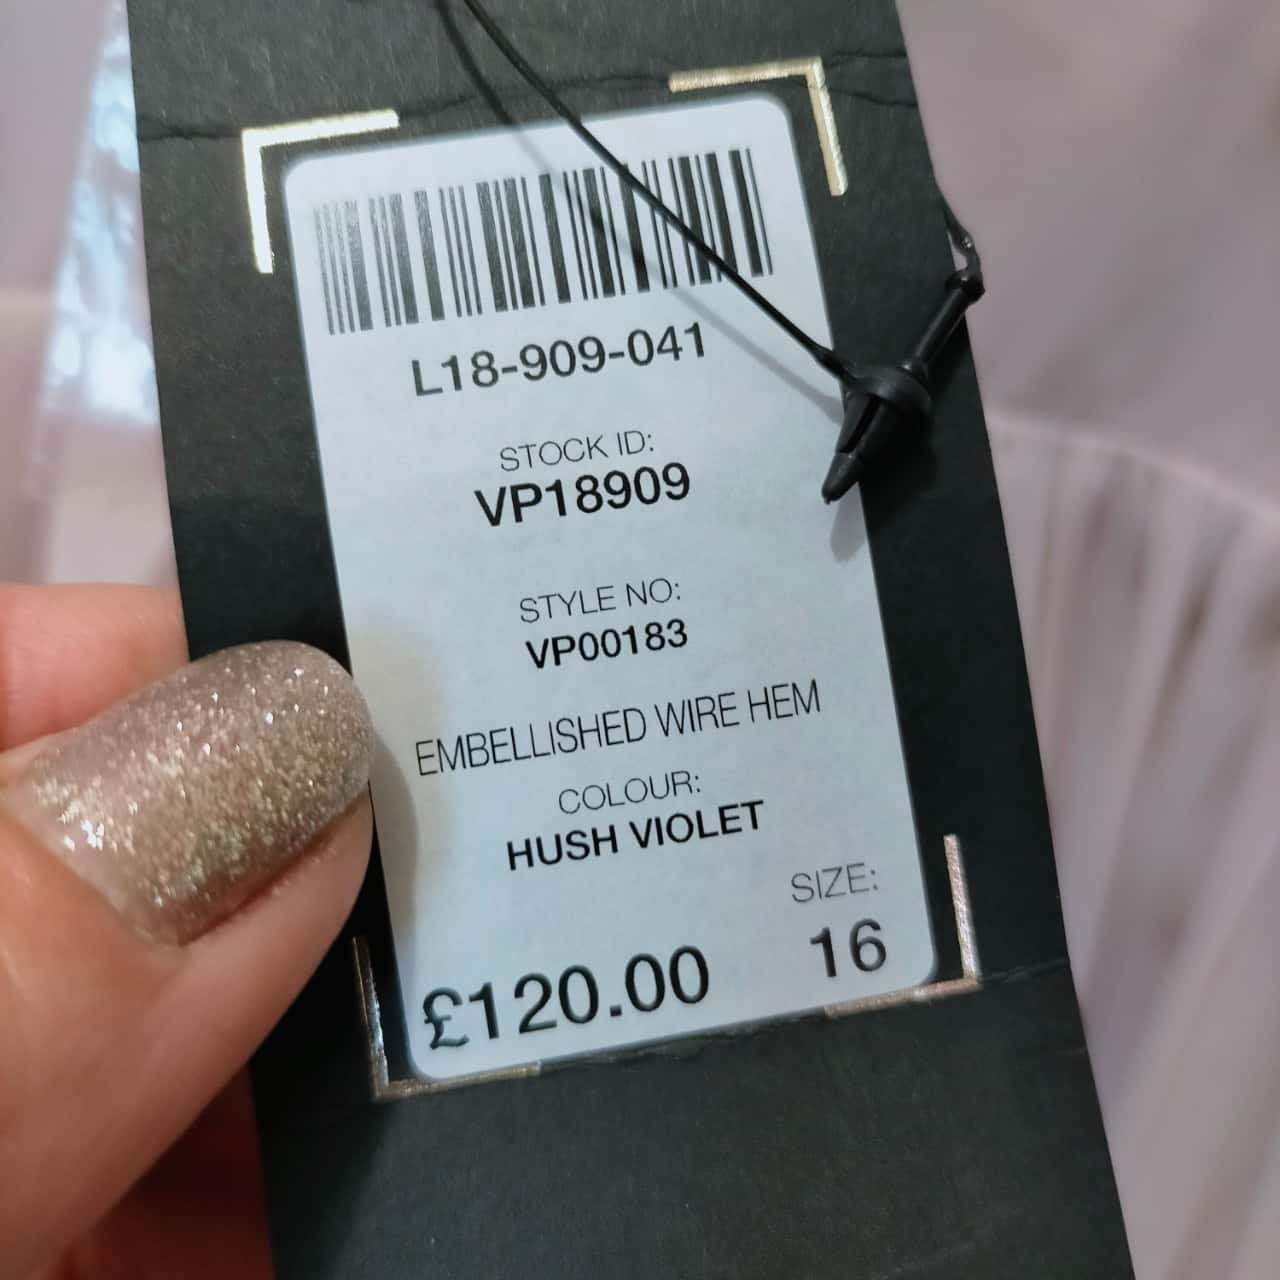 L18-909-041
STOCK ID:
VP18909
STYLE NO:
VP00183
EMBELLISHED WIRE HEM
COLOUR:
HUSH VIOLET
SIZE:
£120.00 16